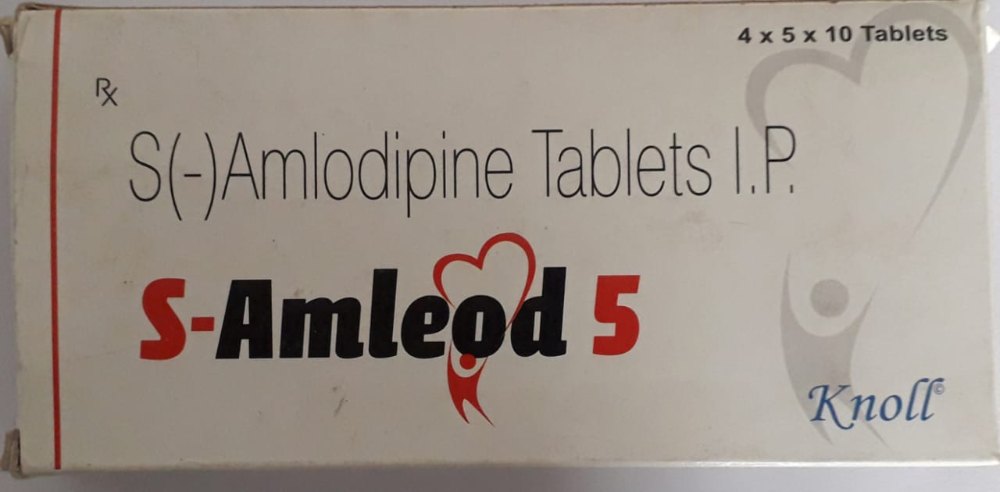 4 x 5 x 10 Tablets
Rx
S(-)Amlodipine Tablets I.P.
S-Amleod 5
Knoll©